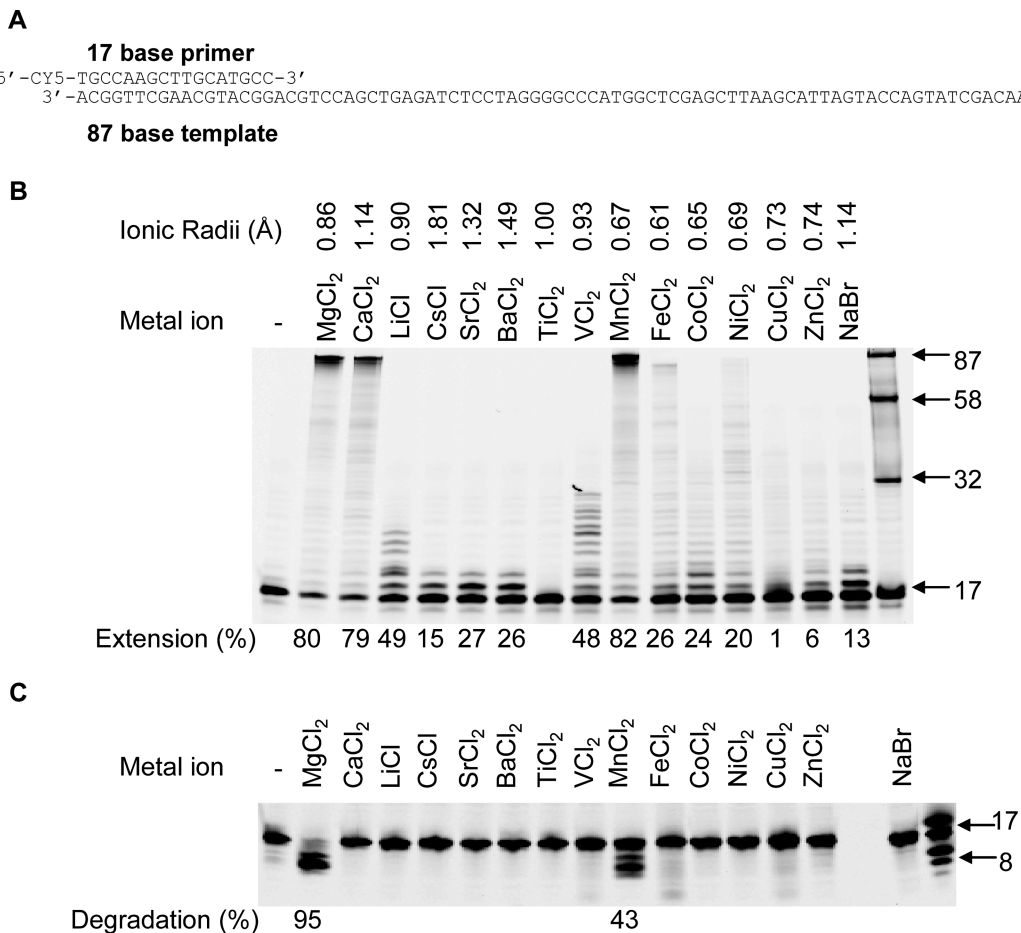 A
17 base primer
5’-CY5-TGCCAAGCTTGCATGCC-3’
3’-ACGGTTCGAACGTACGGACGTCCAGCTGAGATCTCCTAGGGGCCCATGGCTCGAGCTTAAGCATTAGTACCAGTATCGACAA
87 base template
B
Ionic Radii (Å) 0.86 1.14 0.90 1.81 1.32 1.49 1.00 0.93 0.67 0.61 0.65 0.69 0.73 0.74 1.14
Metal ion - MgCl2 CaCl2 LiCl CsCl SrCl2 BaCl2 TiCl2 VCl2 MnCl2 FeCl2 CoCl2 NiCl2 CuCl2 ZnCl2 NaBr
87
58
32
17
Extension (%) 80 79 49 15 27 26 48 82 26 24 20 1 6 13
C
Metal ion - MgCl2 CaCl2 LiCl CsCl SrCl2 BaCl2 TiCl2 VCl2 MnCl2 FeCl2 CoCl2 NiCl2 CuCl2 ZnCl2 NaBr
17
8
Degradation (%) 95 43